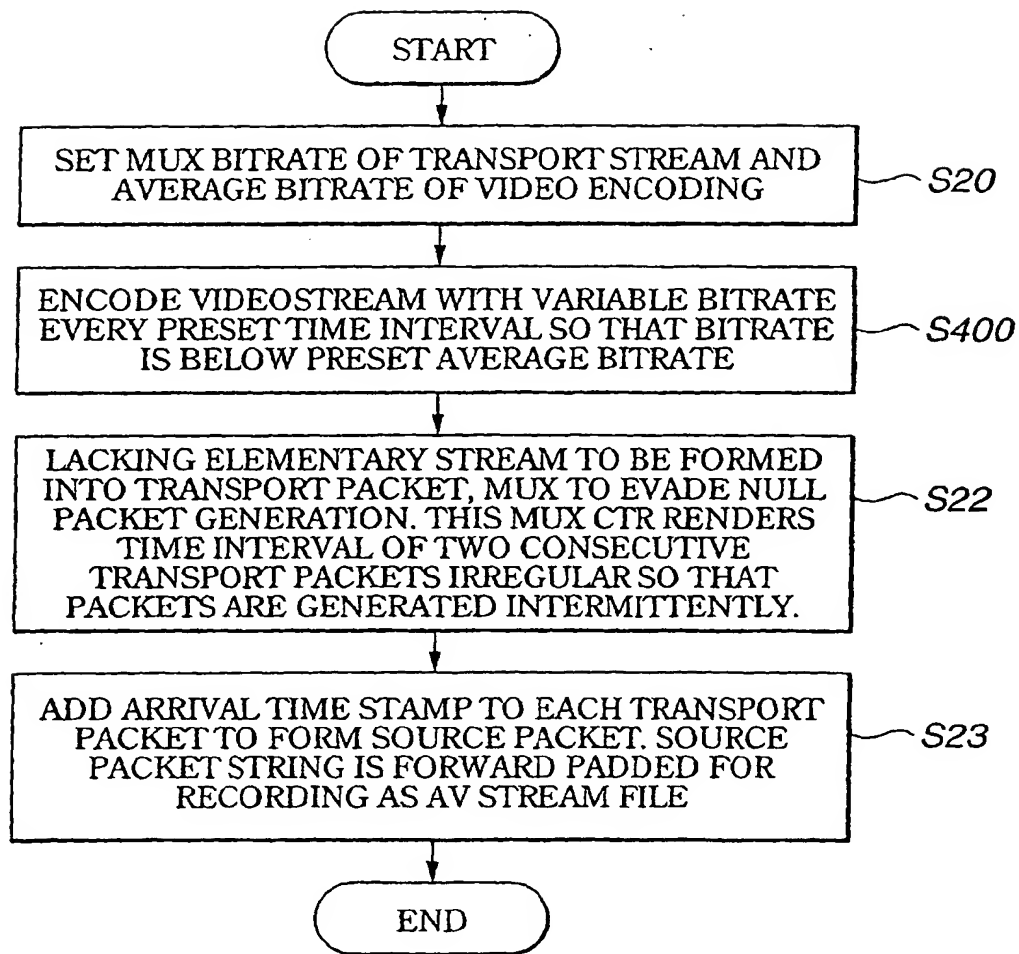 START
SET MUX BITRATE OF TRANSPORT STREAM AND
AVERAGE BITRATE OF VIDEO ENCODING
S20
ENCODE VIDEOSTREAM WITH VARIABLE BITRATE
EVERY PRESET TIME INTERVAL SO THAT BITRATE
IS BELOW PRESET AVERAGE BITRATE
S400
LACKING ELEMENTARY STREAM TO BE FORMED
INTO TRANSPORT PACKET, MUX TO EVADE NULL
PACKET GENERATION. THIS MUX CTR RENDERS
TIME INTERVAL OF TWO CONSECUTIVE
TRANSPORT PACKETS IRREGULAR SO THAT
PACKETS ARE GENERATED INTERMITTENTLY.
S22
ADD ARRIVAL TIME STAMP TO EACH TRANSPORT
PACKET TO FORM SOURCE PACKET. SOURCE
PACKET STRING IS FORWARD PADDED FOR
RECORDING AS AV STREAM FILE
S23
END